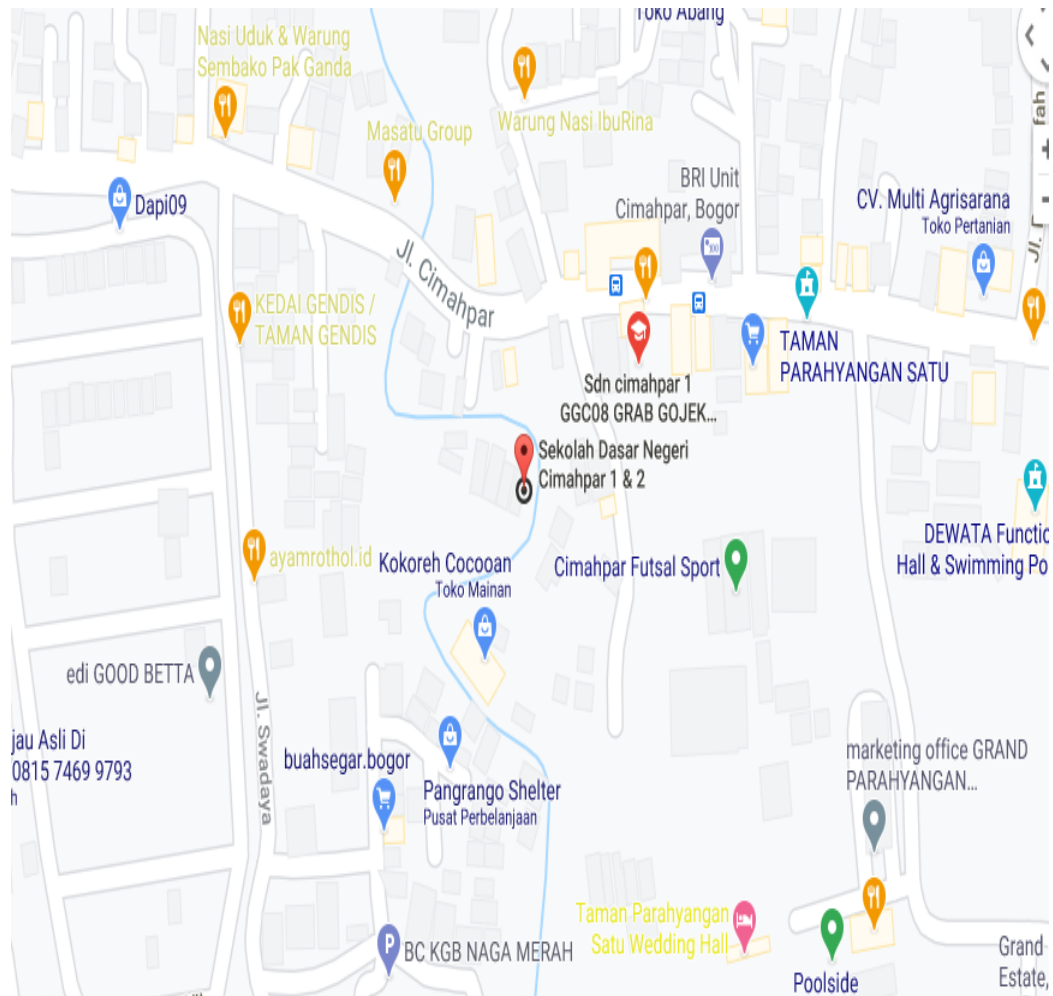 Toko Abang
Nasi Uduk & Warung
Sembako Pak Ganda
Masatu Group
Warung Nasi IbuRina
fah
BRI Unit
Cimahpar, Bogor
CV. Multi Agrisarana
Toko Pertanian
Dapi09
Jl.
Jl. Cimahpar
KEDAI GENDIS /
TAMAN GENDIS
TAMAN
PARAHYANGAN SATU
Sdn cimahpar 1
GGC08 GRAB GOJEK...
Sekolah Dasar Negeri
Cimahpar 1 & 2
DEWATA Functio
Hall & Swimming Po
ayamrothol.id
Kokoreh Cocooan
Toko Mainan
Cimahpar Futsal Sport
edi GOOD BETTA
Jl. Swadaya
jau Asli Di
0815 7469 9793
h
buahsegar.bogor
Pangrango Shelter
Pusat Perbelanjaan
marketing office GRAND
PARAHYANGAN...
Taman Parahyangan
Satu Wedding Hall
P
BC KGB NAGA MERAH
Poolside
Grand
Estate,